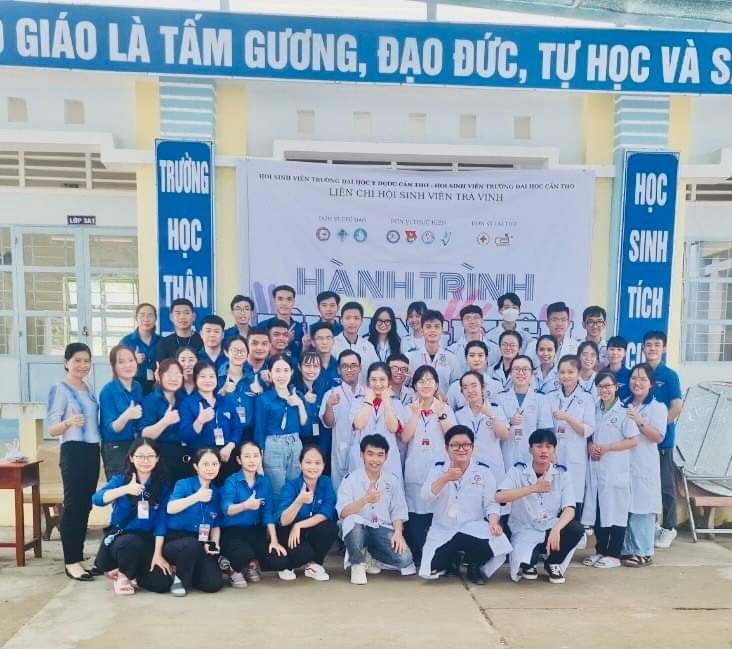 GIÁO LÀ TẤM GƯƠNG, ĐẠO ĐỨC, TỰ HỌC VÀ
HỘI SINH VIÊN TRƯỜNG ĐẠI HỌC Y DƯỢC CẦN THƠ - HỘI SINH VIÊN TRƯỜNG ĐẠI HỌC CẦN THƠ
LIÊN CHI HỘI SINH VIÊN TRÀ VINH
ĐƠN VỊ CHỈ ĐẠO ĐƠN VỊ THỰC HIỆN ĐƠN VỊ TÀI TRỢ
HÀNH TRÌNH
TRƯỜNG
HỌC
THÂN
HỌC
SINH
TÍCH
LỚP 3A1